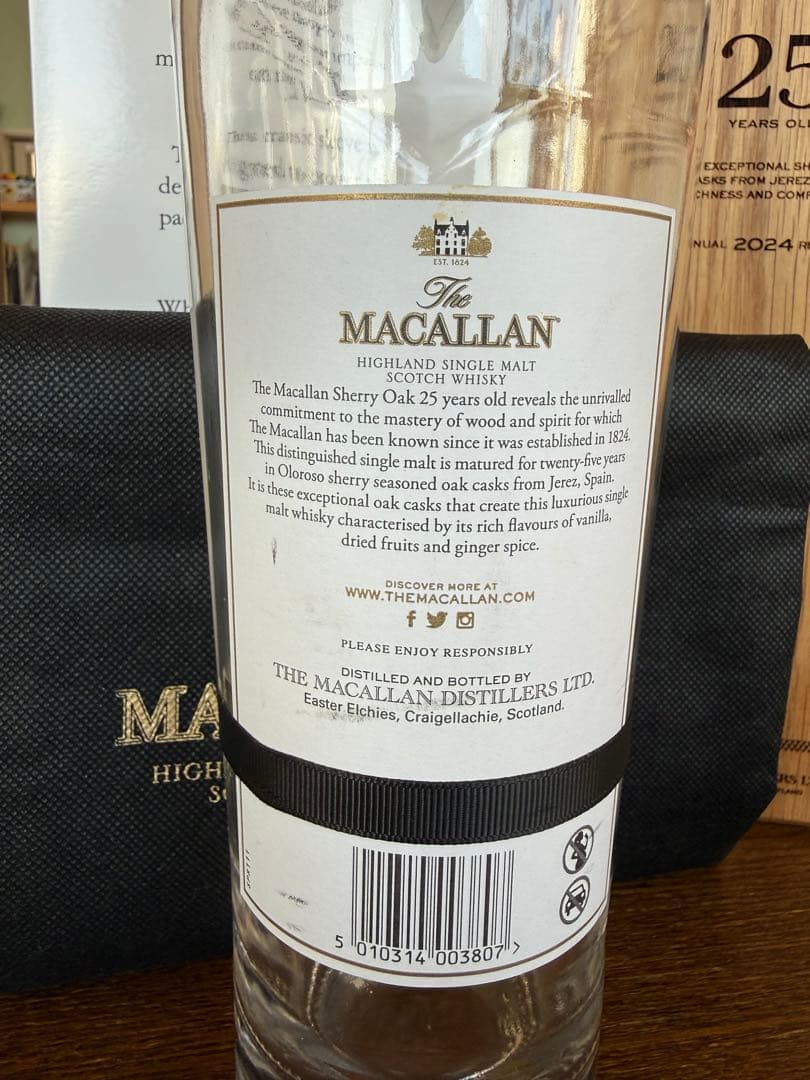 m
de
pa
25
YEARS OL
EXCEPTIONAL SH
ASKS FROM JEREZ
CHNESS AND COMP
NUAL 2024 R
EST. 1824
The
MACALLAN
HIGHLAND SINGLE MALT
SCOTCH WHISKY
The Macallan Sherry Oak 25 years old reveals the unrivalled
commitment to the mastery of wood and spirit for which
The Macallan has been known since it was established in 1824.
This distinguished single malt is matured for twenty-five years
in Oloroso sherry seasoned oak casks from Jerez, Spain.
It is these exceptional oak casks that create this luxurious single
malt whisky characterised by its rich flavours of vanilla,
dried fruits and ginger spice.
DISCOVER MORE AT
WWW.THEMACALLAN.COM
PLEASE ENJOY RESPONSIBLY
DISTILLED AND BOTTLED BY
THE MACALLAN DISTILLERS LTD.
Easter Elchies, Craigellachie, Scotland.
MA
HIGH
S
5 010314 003807 >